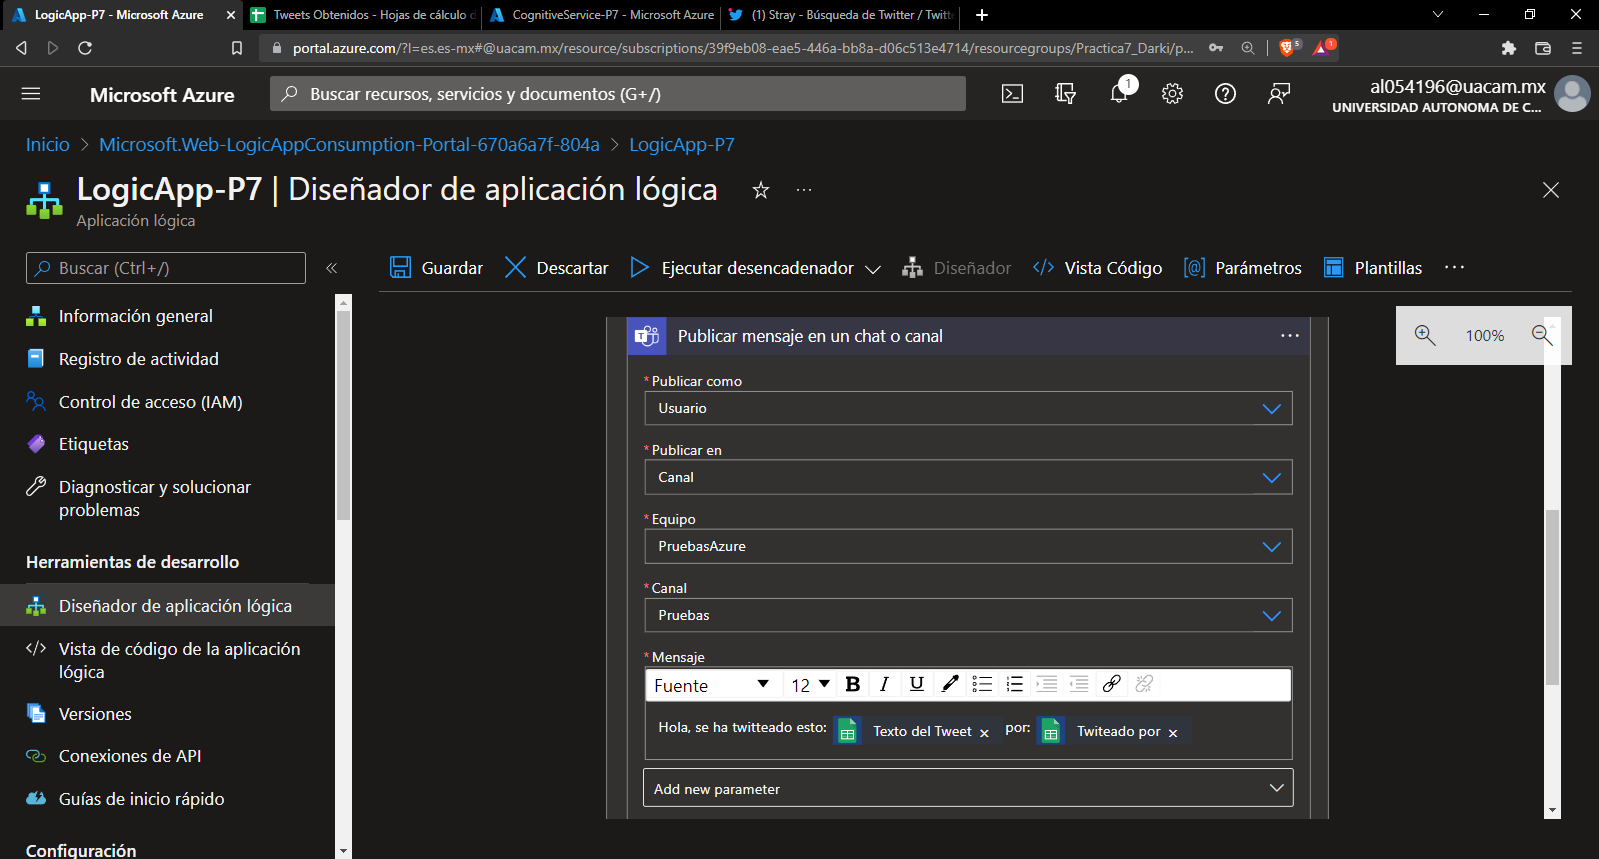 LogicApp-P7 - Microsoft Azure
Tweets Obtenidos - Hojas de cálculo d
CognitiveService-P7 - Microsoft Azure
(1) Stray - Búsqueda de Twitter / Twitte
portal.azure.com/?l=es.es-mx#@uacam.mx/resource/subscriptions/39f9eb08-eae5-446a-bb8a-d06c513e4714/resourcegroups/Practica7_Darki/p...
5
1
Microsoft Azure
Buscar recursos, servicios y documentos (G+/)
1
al054196@uacam.mx
UNIVERSIDAD AUTONOMA DE C...
Inicio > Microsoft.Web-LogicAppConsumption-Portal-670a6a7f-804a > LogicApp-P7
LogicApp-P7 | Diseñador de aplicación lógica
Aplicación lógica
Buscar (Ctrl+/)
Guardar
Descartar
Ejecutar desencadenador
Diseñador
Vista Código
Parámetros
Plantillas
Información general
Registro de actividad
Control de acceso (IAM)
Etiquetas
Diagnosticar y solucionar
problemas
Herramientas de desarrollo
Diseñador de aplicación lógica
Vista de código de la aplicación
lógica
Versiones
Conexiones de API
Guías de inicio rápido
Configuración
100%
Publicar mensaje en un chat o canal
* Publicar como
Usuario
* Publicar en
Canal
* Equipo
PruebasAzure
* Canal
Pruebas
* Mensaje
Fuente 12 B I U
Hola, se ha twitteado esto: Texto del Tweet × por: Twiteado por ×
Add new parameter